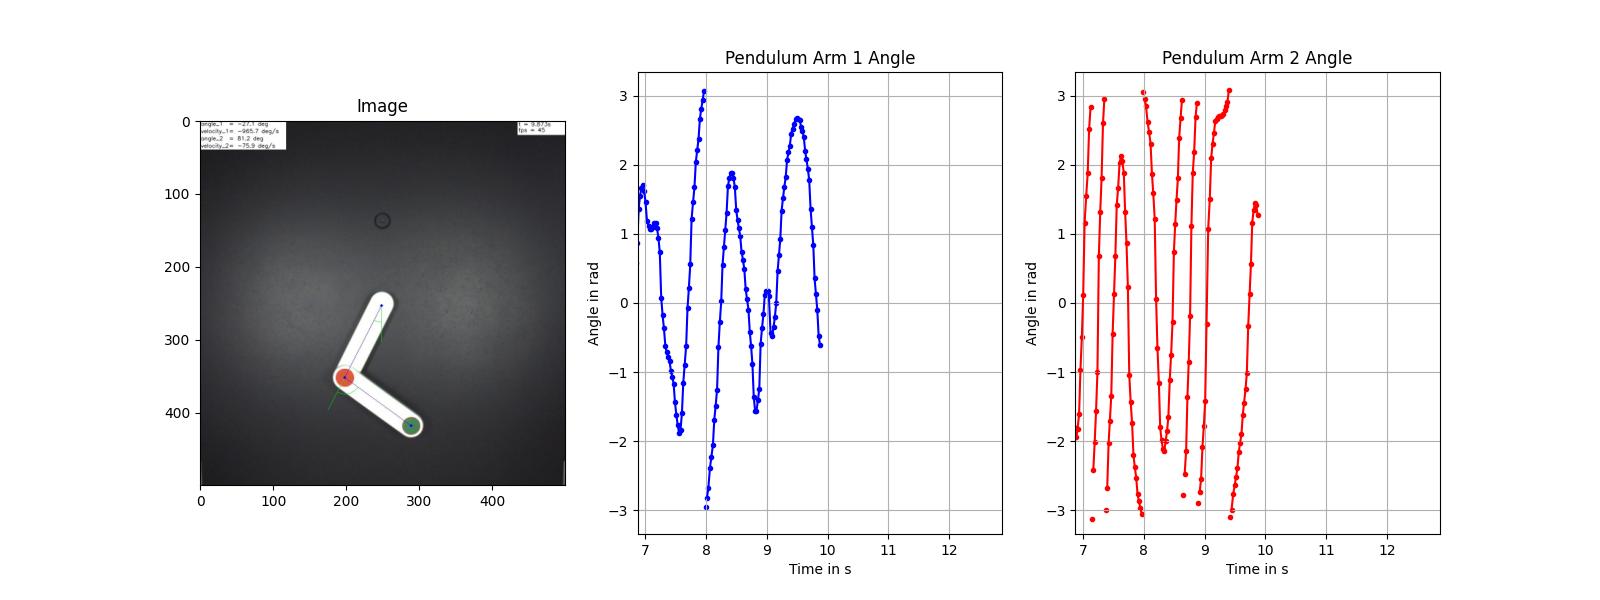 Image
angle_1 = -27.1 deg
velocity_1= -965.7 deg/s
angle_2 = 81.2 deg
velocity_2= -75.9 deg/s
t = 9.873s
fps = 45
0
100
200
300
400
0 100 200 300 400
Pendulum Arm 1 Angle
Angle in rad
3
2
1
0
−1
−2
−3
7 8 9 10 11 12
Time in s
Pendulum Arm 2 Angle
Angle in rad
3
2
1
0
−1
−2
−3
7 8 9 10 11 12
Time in s